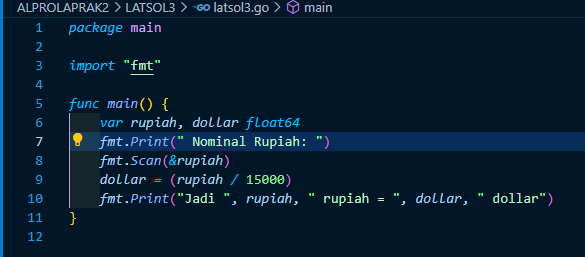 ALPROLAPRAK2 > LATSOL3 > latsol3.go > main
1 package main
2
3 import "fmt"
4
5 func main() {
6 var rupiah, dollar float64
7 fmt.Print(" Nominal Rupiah: ")
8 fmt.Scan(&rupiah)
9 dollar = (rupiah / 15000)
10 fmt.Print("Jadi ", rupiah, " rupiah = ", dollar, " dollar")
11 }
12